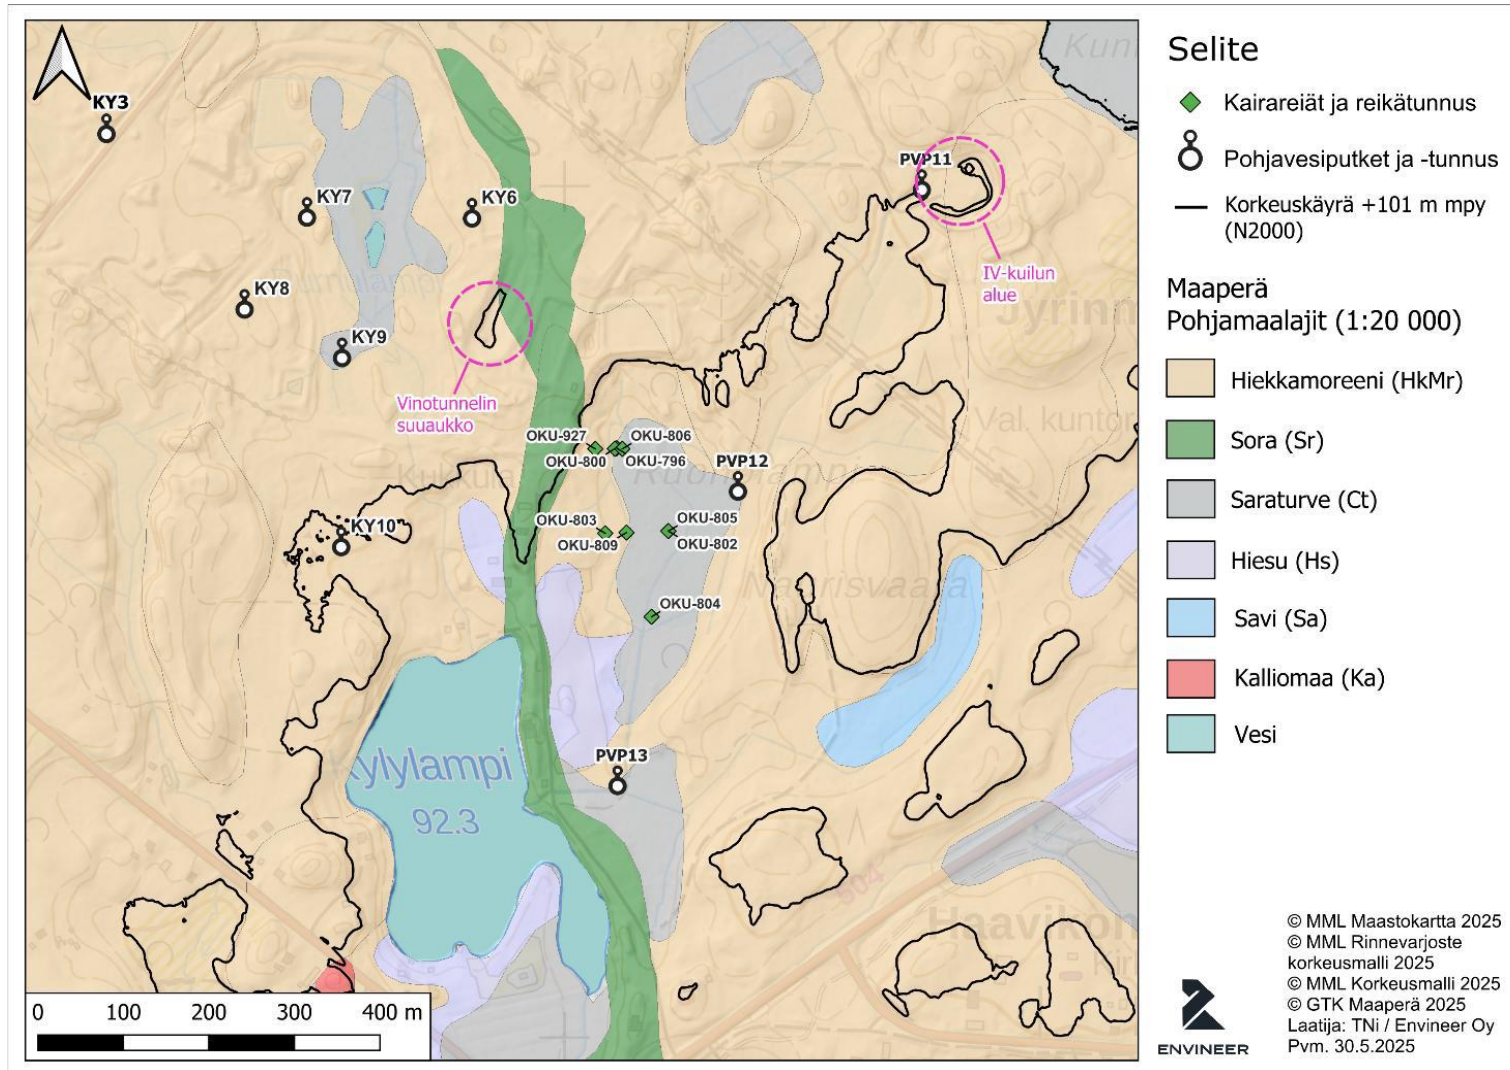 KY3
KY7
KY6
KY8
KY9
PVP11
IV-kuilun
alue
Vinotunnelin
suuaukko
OKU-927
OKU-806
OKU-800
OKU-796
PVP12
Val. kuntor
KY10
OKU-803
OKU-805
OKU-809
OKU-802
OKU-804
PVP13
Kylylampi
92.3
Haavikon
0 100 200 300 400 m
Selite
Kairareiät ja reikätunnus
Pohjavesiputket ja -tunnus
Korkeuskäyrä +101 m mpy
(N2000)
Maaperä
Pohjamaalajit (1:20 000)
Hiekkamoreeni (HkMr)
Sora (Sr)
Saraturve (Ct)
Hiesu (Hs)
Savi (Sa)
Kalliomaa (Ka)
Vesi
© MML Maastokartta 2025
© MML Rinnevarjoste
korkeusmalli 2025
© MML Korkeusmalli 2025
© GTK Maaperä 2025
Laatija: TNi / Envineer Oy
Pvm. 30.5.2025
ENVINEER